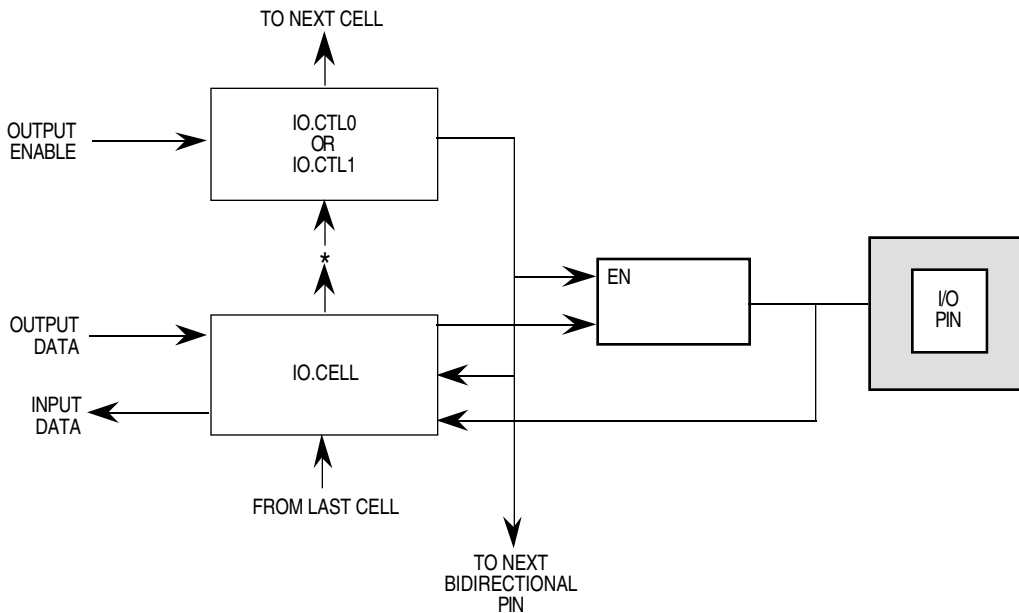 TO NEXT CELL
OUTPUT
ENABLE
IO.CTL0
OR
IO.CTL1
*
EN
I/O
PIN
OUTPUT
DATA
IO.CELL
INPUT
DATA
FROM LAST CELL
TO NEXT
BIDIRECTIONAL
PIN